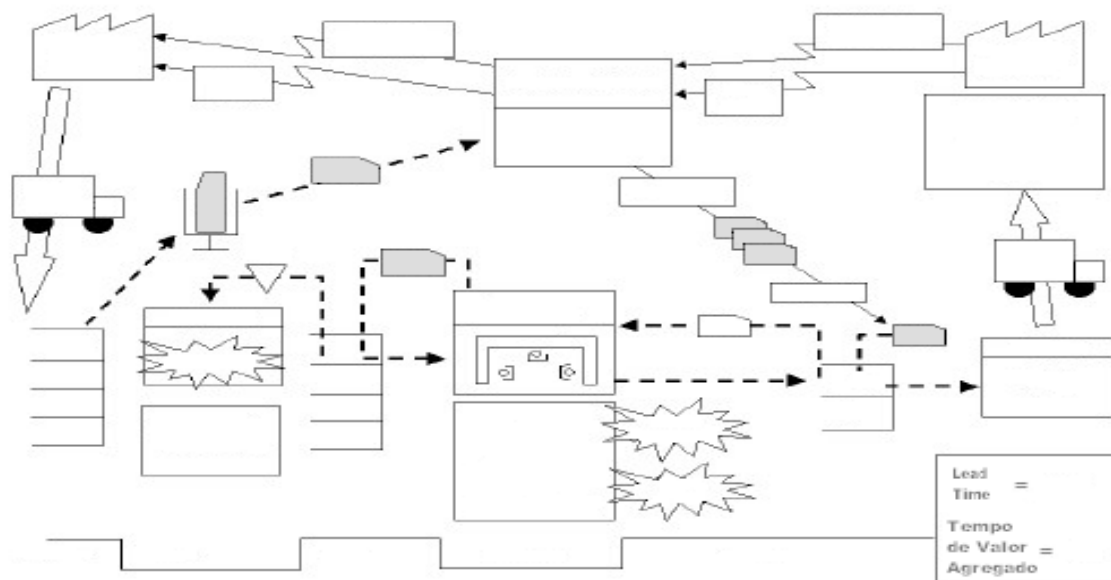 Lead
Time =
Tempo
de Valor =
Agregado